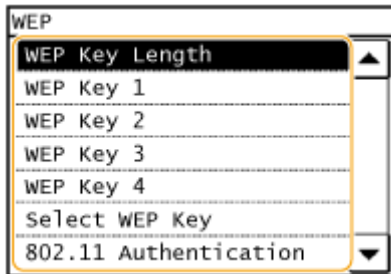 WEP
WEP Key Length
WEP Key 1
WEP Key 2
WEP Key 3
WEP Key 4
Select WEP Key
802.11 Authentication